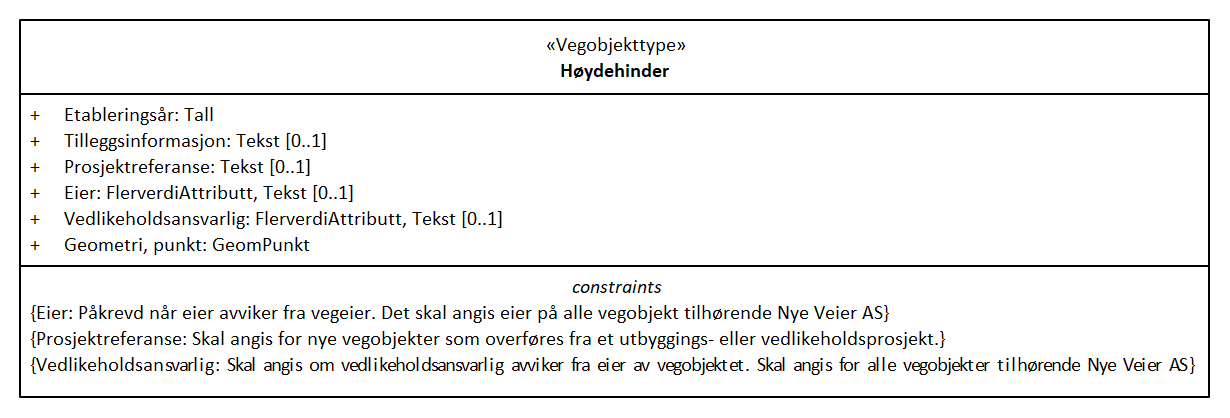 «Vegobjekttype»
Høydehinder
+ Etableringsår: Tall
+ Tilleggsinformasjon: Tekst [0..1]
+ Prosjektreferanse: Tekst [0..1]
+ Eier: FlerverdiAttributt, Tekst [0..1]
+ Vedlikeholdsansvarlig: FlerverdiAttributt, Tekst [0..1]
+ Geometri, punkt: GeomPunkt
constraints
{Eier: Påkrevd når eier avviker fra vegeier. Det skal angis eier på alle vegobjekt tilhørende Nye Veier AS}
{Prosjektreferanse: Skal angis for nye vegobjekter som overføres fra et utbyggings- eller vedlikeholdsprosjekt.}
{Vedlikeholdsansvarlig: Skal angis om vedlikeholdsansvarlig avviker fra eier av vegobjektet. Skal angis for alle vegobjekter tilhørende Nye Veier AS}